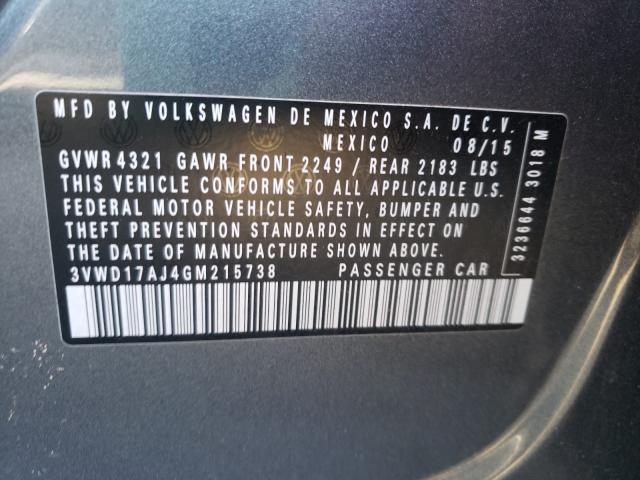 MFD BY VOLKSWAGEN DE MEXICO S.A. DE C.V.
MEXICO 08/15
GVWR 4321 GAWR FRONT 2249 / REAR 2183 LBS
THIS VEHICLE CONFORMS TO ALL APPLICABLE U.S.
FEDERAL MOTOR VEHICLE SAFETY, BUMPER AND
THEFT PREVENTION STANDARDS IN EFFECT ON
THE DATE OF MANUFACTURE SHOWN ABOVE.
3VWD17AJ4GM215738 PASSENGER CAR
3236644 3018 M